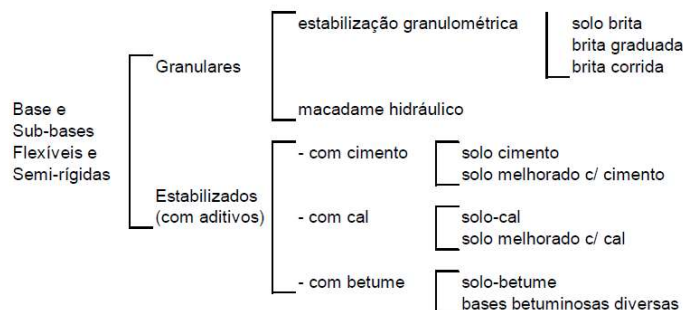 Base e
Sub-bases
Flexíveis e
Semi-rígidas
Granulares
estabilização granulométrica
solo brita
brita graduada
brita corrida
macadame hidráulico
Estabilizados
(com aditivos)
- com cimento
solo cimento
solo melhorado c/ cimento
- com cal
solo-cal
solo melhorado c/ cal
- com betume
solo-betume
bases betuminosas diversas